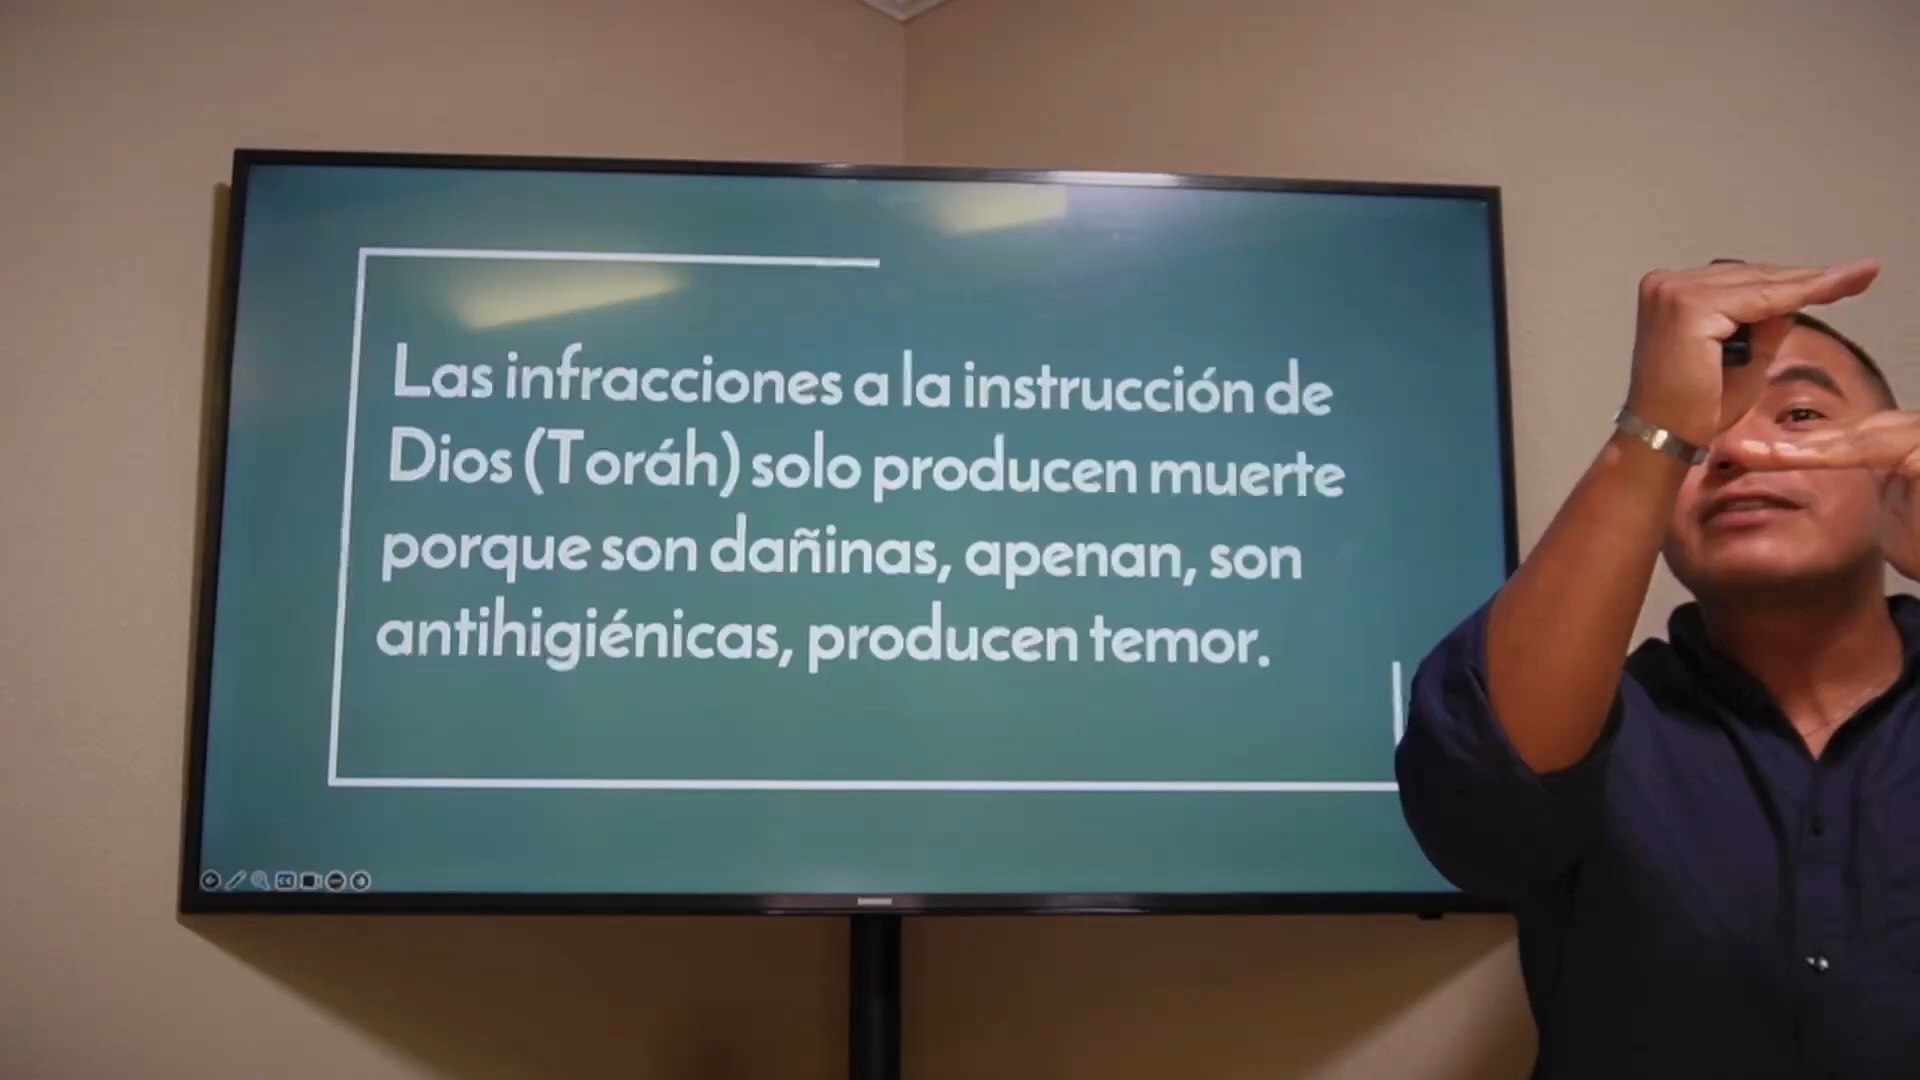 Las infracciones a la instrucción de
Dios (Toráh) solo producen muerte
porque son dañinas, apenan, son
antihigiénicas, producen temor.